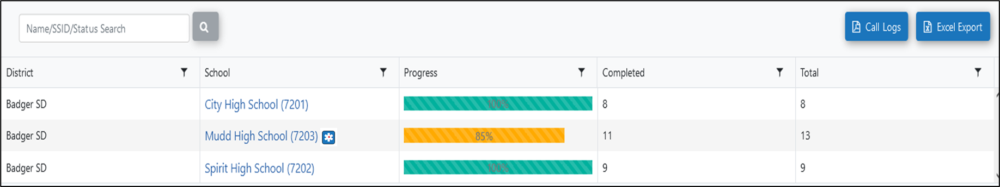 Name/SSID/Status Search
Call Logs Excel Export
District School Progress Completed Total
Badger SD City High School (7201) 100% 8 8
Badger SD Mudd High School (7203) 85% 11 13
Badger SD Spirit High School (7202) 100% 9 9